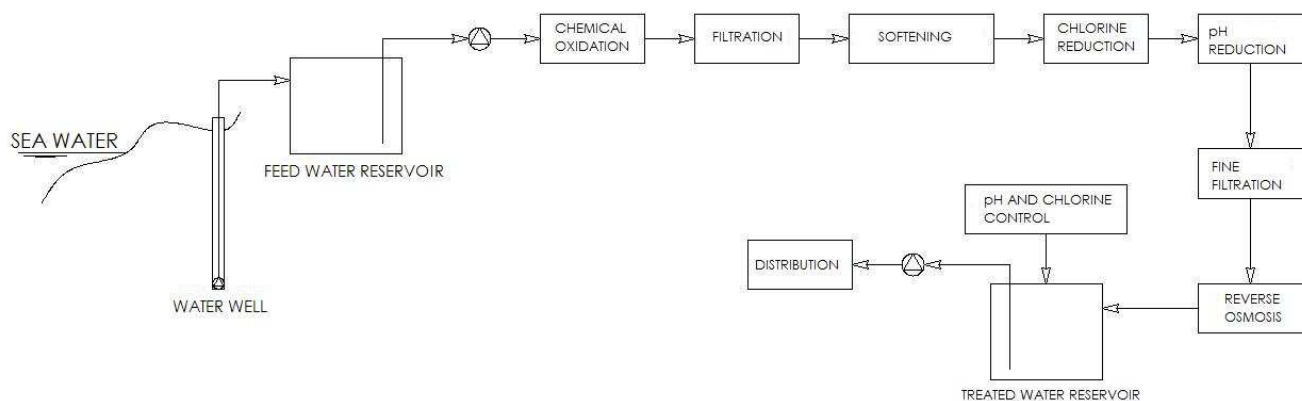 SEA WATER
WATER WELL
FEED WATER RESERVOIR
CHEMICAL
OXIDATION
FILTRATION
SOFTENING
CHLORINE
REDUCTION
pH
REDUCTION
FINE
FILTRATION
REVERSE
OSMOSIS
pH AND CHLORINE
CONTROL
TREATED WATER RESERVOIR
DISTRIBUTION